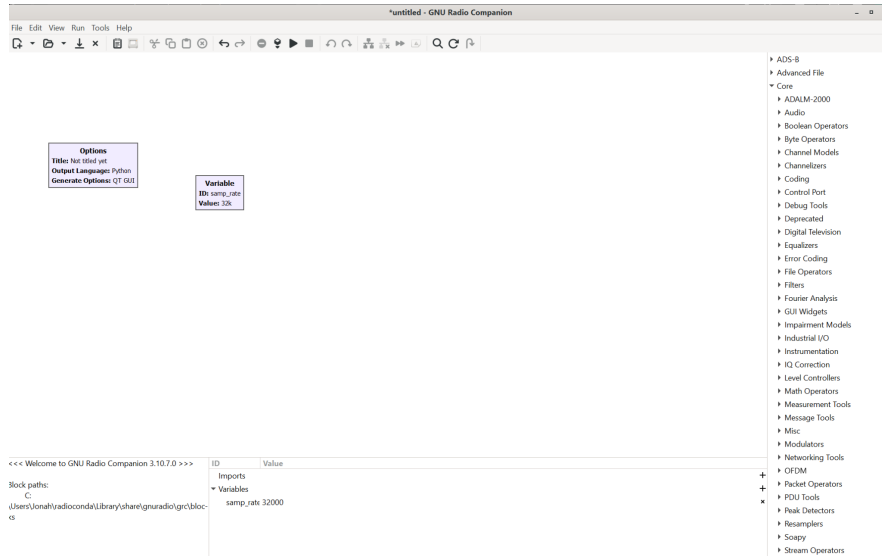 *untitled - GNU Radio Companion
File Edit View Run Tools Help
Options
Title: Not titled yet
Output Language: Python
Generate Options: QT GUI
Variable
ID: samp_rate
Value: 32k
ADS-B
Advanced File
Core
ADALM-2000
Audio
Boolean Operators
Byte Operators
Channel Models
Channelizers
Coding
Control Port
Debug Tools
Deprecated
Digital Television
Equalizers
Error Coding
File Operators
Filters
Fourier Analysis
GUI Widgets
Impairment Models
Industrial I/O
Instrumentation
IQ Correction
Level Controllers
Math Operators
Measurement Tools
Message Tools
Misc
Modulators
Networking Tools
OFDM
Packet Operators
PDU Tools
Peak Detectors
Resamplers
Soapy
Stream Operators
<<< Welcome to GNU Radio Companion 3.10.7.0 >>>
Block paths:
C:
\Users\Jonah\radioconda\Library\share\gnuradio\grc\bloc-
ks
ID Value
Imports
Variables
samp_rate 32000